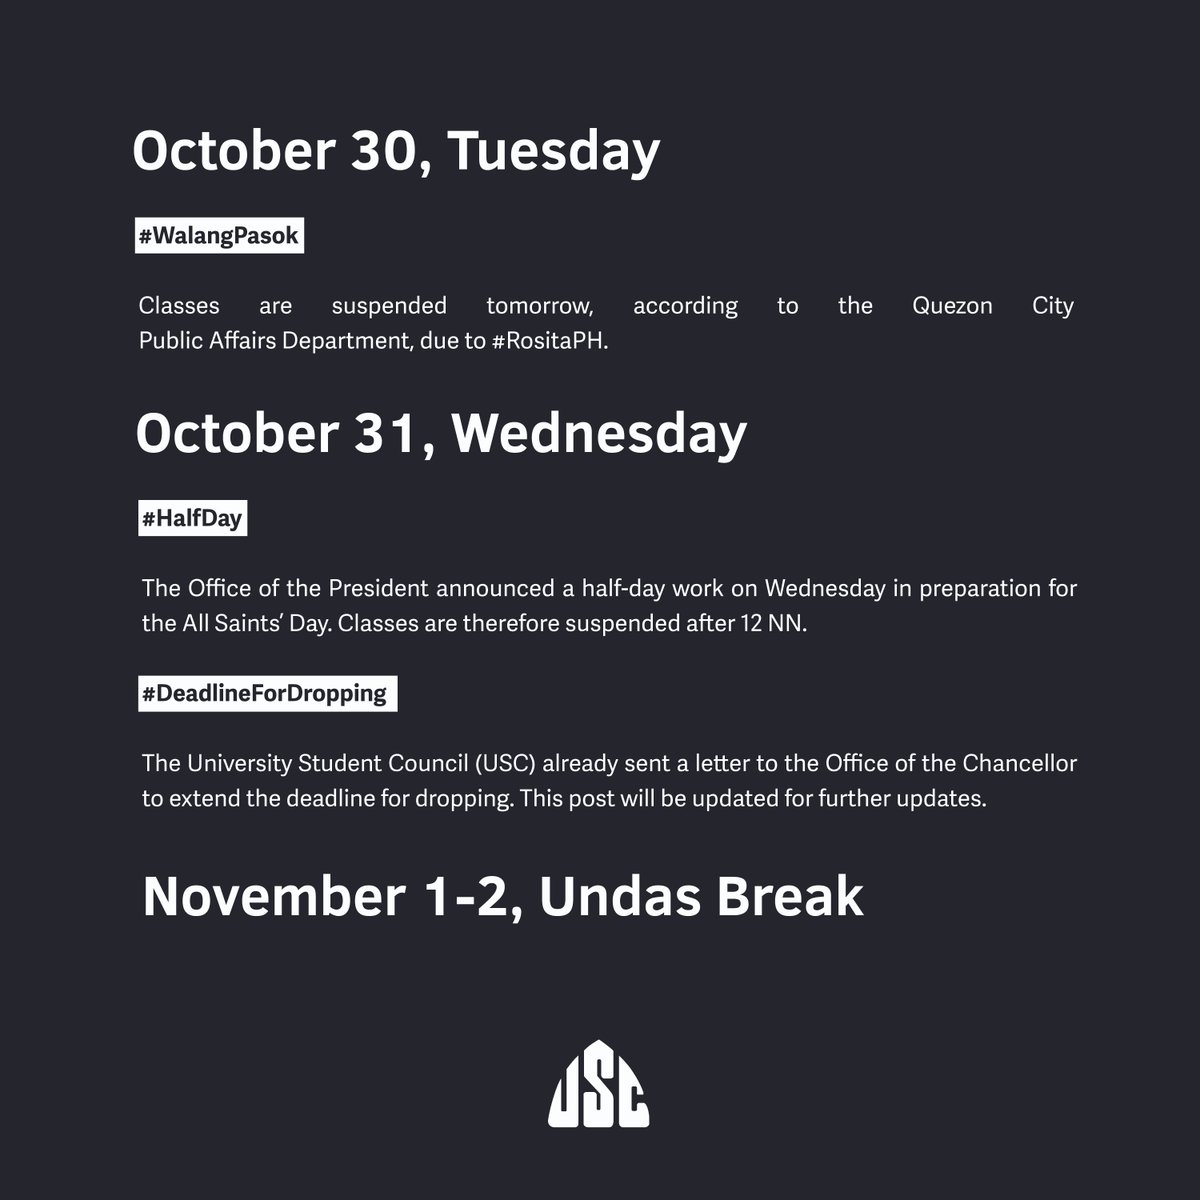 October 30, Tuesday
#WalangPasok
Classes are suspended tomorrow, according to the Quezon City
Public Affairs Department, due to #RositaPH.
October 31, Wednesday
#HalfDay
The Office of the President announced a half-day work on Wednesday in preparation for
the All Saints’ Day. Classes are therefore suspended after 12 NN.
#DeadlineForDropping
The University Student Council (USC) already sent a letter to the Office of the Chancellor
to extend the deadline for dropping. This post will be updated for further updates.
November 1-2, Undas Break
USC